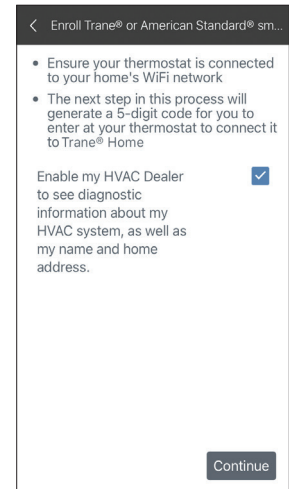 Enroll Trane® or American Standard® sm...
• Ensure your thermostat is connected
to your home's WiFi network
• The next step in this process will
generate a 5-digit code for you to
enter at your thermostat to connect it
to Trane® Home
Enable my HVAC Dealer
to see diagnostic
information about my
HVAC system, as well as
my name and home
address.
Continue